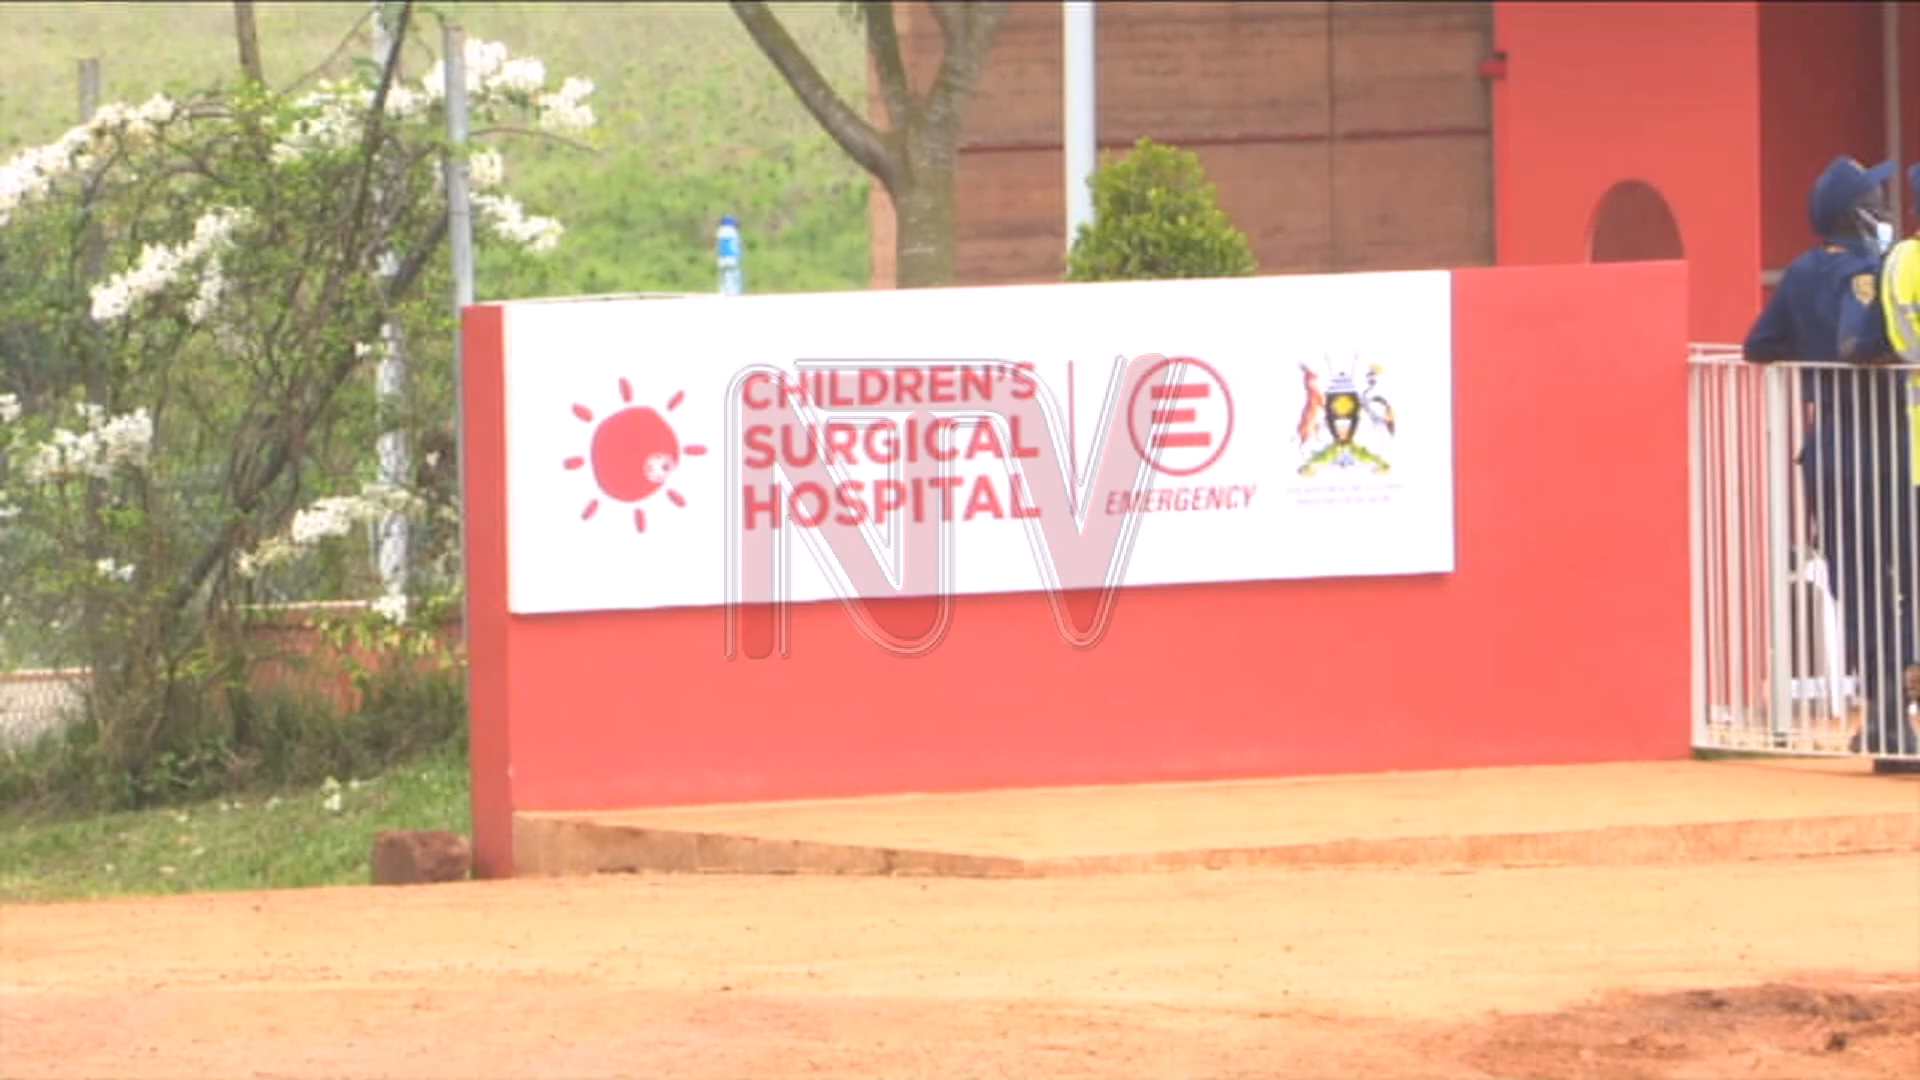 CHILDREN'S
SURGICAL
HOSPITAL
E
EMERGENCY
NTV